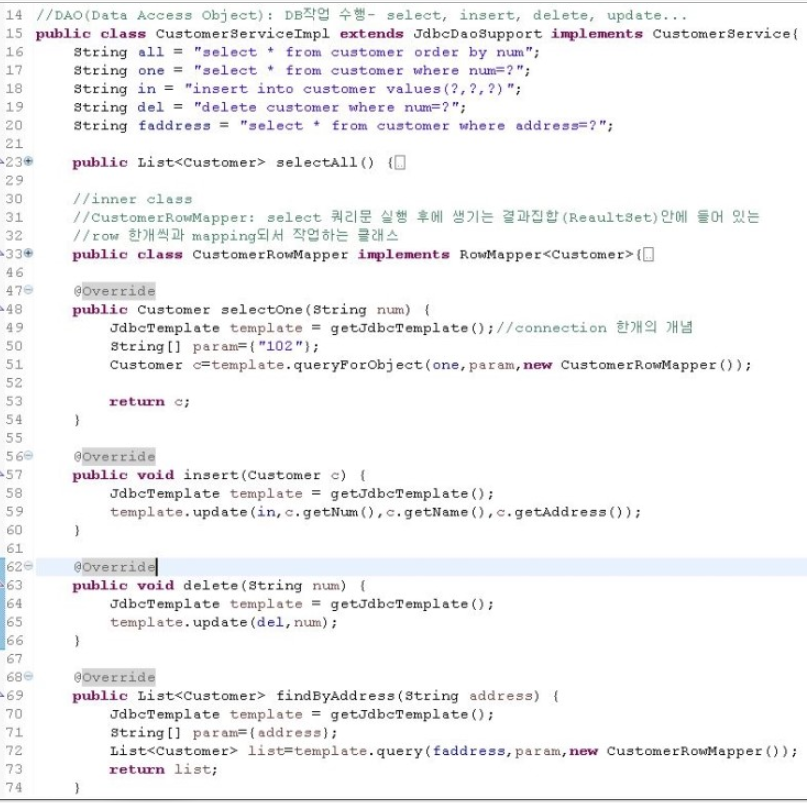 14 //DAO(Data Access Object): DB작업 수행- select, insert, delete, update...
15 public class CustomerServiceImpl extends JdbcDaoSupport implements CustomerService{
16     String all = "select * from customer order by num";
17     String one = "select * from customer where num=?";
18     String in = "insert into customer values(?,?,?)";
19     String del = "delete customer where num=?";
20     String faddress = "select * from customer where address=?";
21
23     public List<Customer> selectAll() {
29
30     //inner class
31     //CustomerRowMapper: select 쿼리문 실행 후에 생기는 결과집합(ReaultSet)안에 들어 있는
32     //row 한개씩과 mapping되서 작업하는 클래스
33     public class CustomerRowMapper implements RowMapper<Customer>{
46
47     @Override
48     public Customer selectOne(String num) {
49         JdbcTemplate template = getJdbcTemplate();//connection 한개의 개념
50         String[] param={"102"};
51         Customer c=template.queryForObject(one,param,new CustomerRowMapper());
52
53         return c;
54     }
55
56     @Override
57     public void insert(Customer c) {
58         JdbcTemplate template = getJdbcTemplate();
59         template.update(in,c.getNum(),c.getName(),c.getAddress());
60     }
61
62     @Override
63     public void delete(String num) {
64         JdbcTemplate template = getJdbcTemplate();
65         template.update(del,num);
66     }
67
68     @Override
69     public List<Customer> findByAddress(String address) {
70         JdbcTemplate template = getJdbcTemplate();
71         String[] param={address};
72         List<Customer> list=template.query(faddress,param,new CustomerRowMapper());
73         return list;
74     }